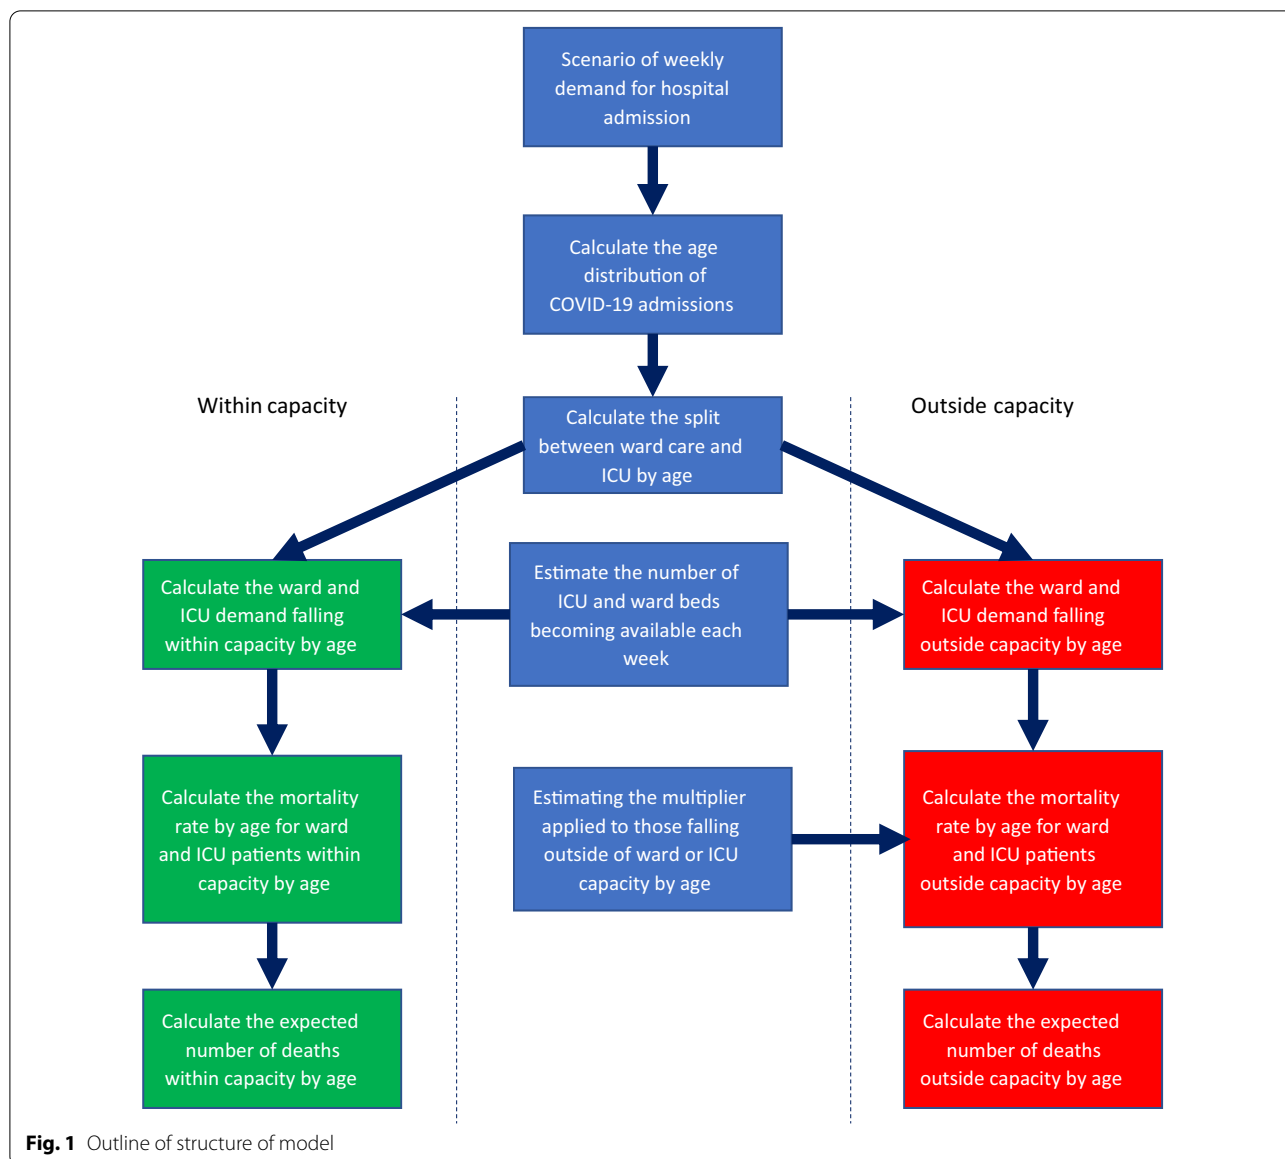 Scenario of weekly
demand for hospital
admission
Calculate the age
distribution of
COVID-19 admissions
Within capacity
Calculate the split
between ward care and
ICU by age
Outside capacity
Calculate the ward and
ICU demand falling
within capacity by age
Estimate the number of
ICU and ward beds
becoming available each
week
Calculate the ward and
ICU demand falling
outside capacity by age
Calculate the mortality
rate by age for ward
and ICU patients within
capacity by age
Estimating the multiplier
applied to those falling
outside of ward or ICU
capacity by age
Calculate the mortality
rate by age for ward
and ICU patients
outside capacity by age
Calculate the expected
number of deaths
within capacity by age
Calculate the expected
number of deaths
outside capacity by age
Fig. 1 Outline of structure of model